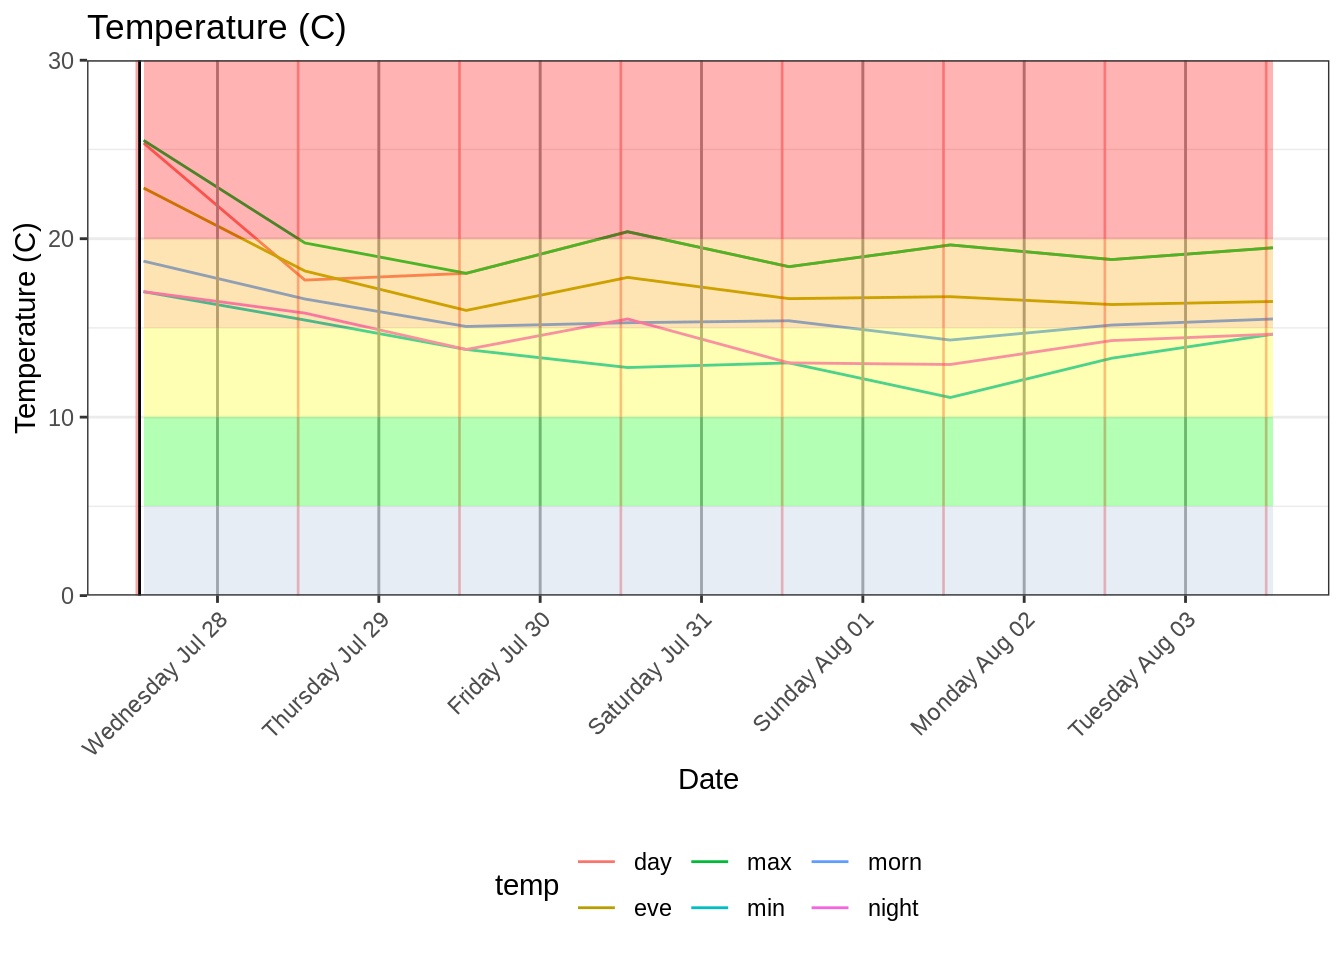 Temperature (C)
Temperature (C)
30
20
10
0
Wednesday Jul 28
Thursday Jul 29
Friday Jul 30
Saturday Jul 31
Sunday Aug 01
Monday Aug 02
Tuesday Aug 03
Date
temp
day
max
morn
eve
min
night